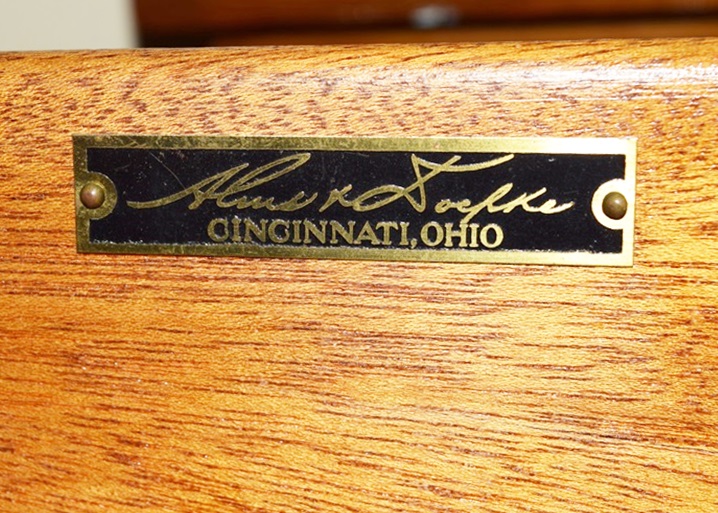 Alms & Doepke
CINCINNATI, OHIO